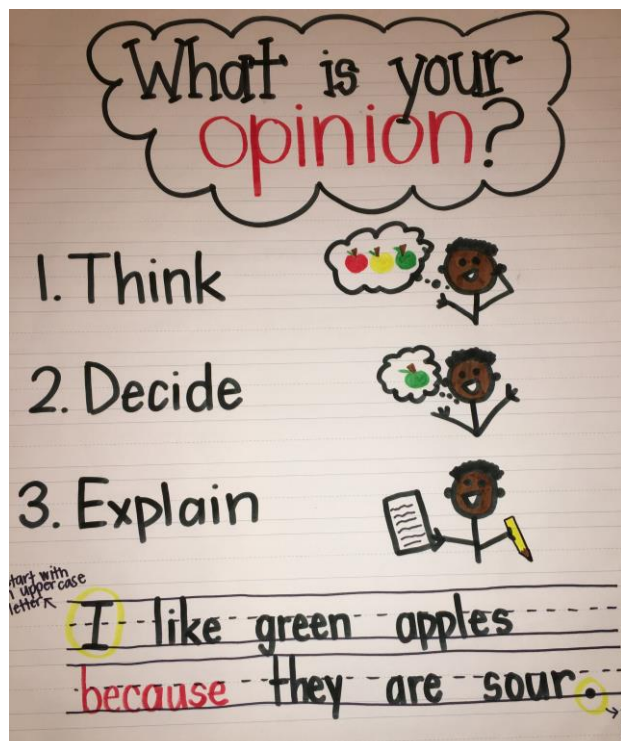 What is your
opinion?
1. Think
2. Decide
3. Explain
start with
uppercase
letter
I like green apples
because they are sour.